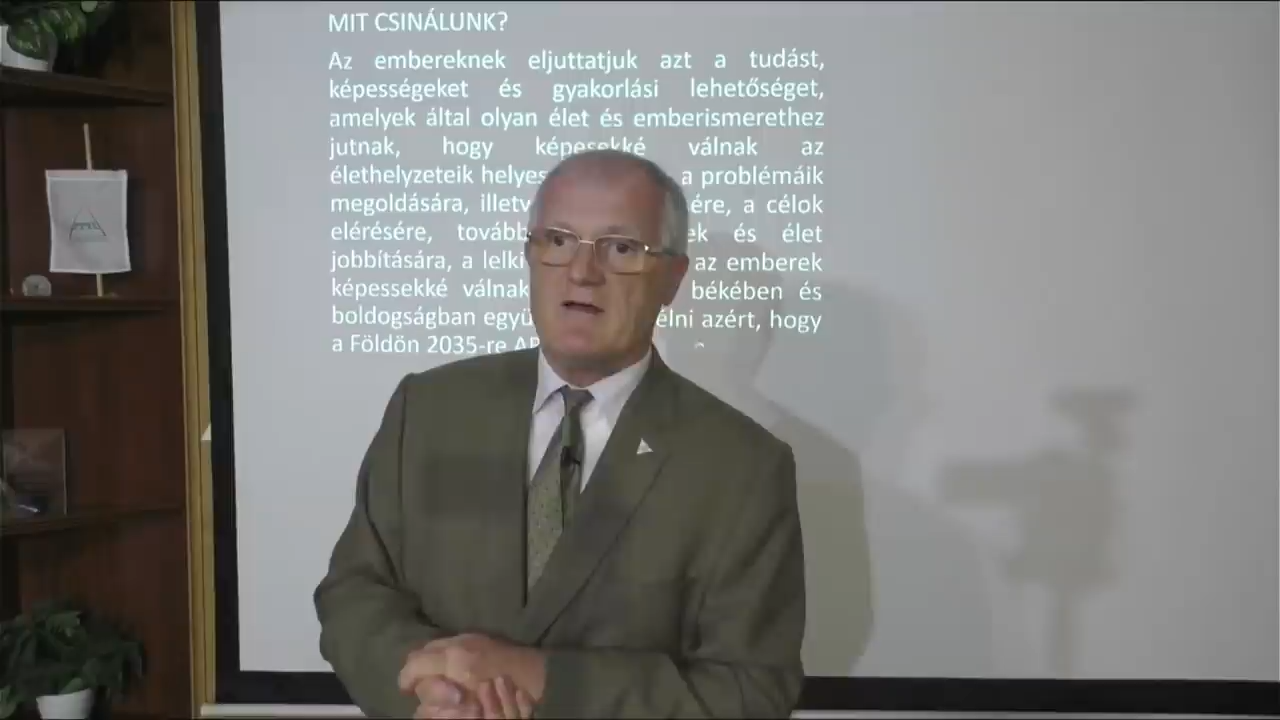 MIT CSINÁLUNK?
Az embereknek eljuttatjuk azt a tudást,
képességeket és gyakorlási lehetőséget,
amelyek által olyan élet és emberismerethez
jutnak, hogy képesekké válnak az
élethelyzeteik helyes a problémáik
megoldására, illetv ére, a célok
elérésére, tovább ek és élet
jobbítására, a lelki az emberek
képessekké válnak békében és
boldogságban együ élni azért, hogy
a Földön 2035-re